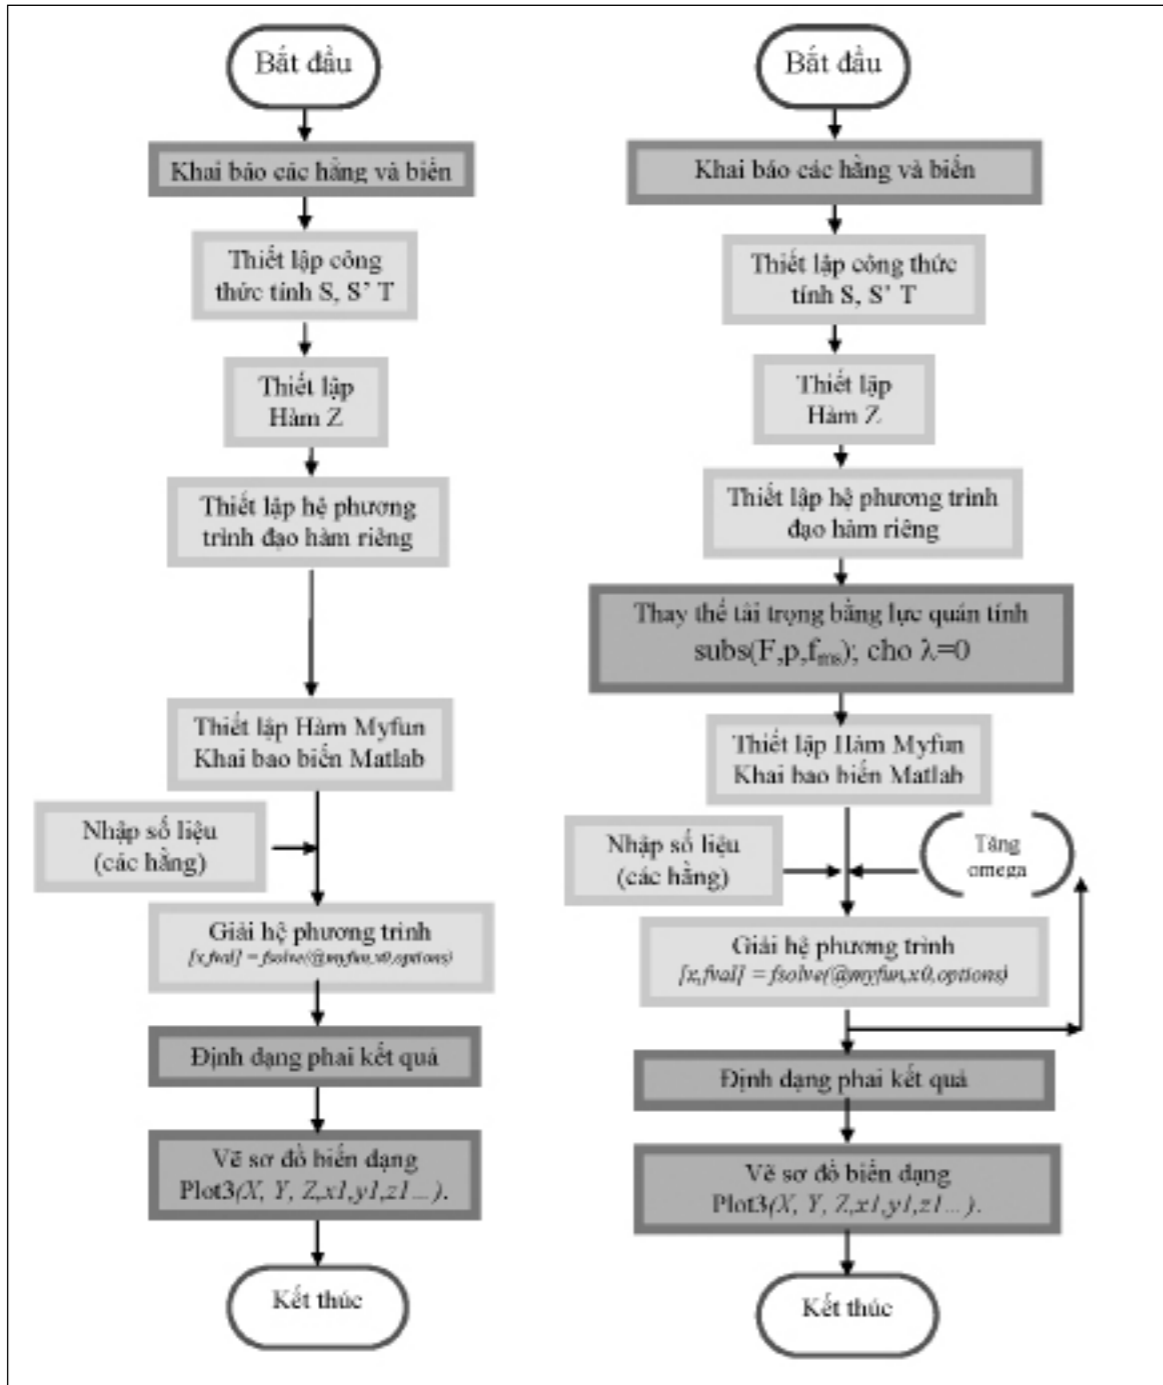 Bắt đầu
Khai báo các hằng và biến
Thiết lập công
thức tính S, S’ T
Thiết lập
Hàm Z
Thiết lập hệ phương
trình đạo hàm riêng
Thiết lập Hàm Myfun
Khai bao biến Matlab
Nhập số liệu
(các hằng)
Giải hệ phương trình
[x,fval] = fsolve(@myfun,x0,options)
Định dạng phai kết quả
Vẽ sơ đồ biến dạng
Plot3(X, Y, Z,x1,y1,z1...).
Kết thúc
Bắt đầu
Khai báo các hằng và biến
Thiết lập công thức
tính S, S’ T
Thiết lập
Hàm Z
Thiết lập hệ phương trình
đạo hàm riêng
Thay thế tải trọng bằng lực quán tính
subs(F,p,fms); cho λ=0
Thiết lập Hàm Myfun
Khai bao biến Matlab
Nhập số liệu
(các hằng)
Tăng
omega
Giải hệ phương trình
[x,fval] = fsolve(@myfun,x0,options)
Định dạng phai kết quả
Vẽ sơ đồ biến dạng
Plot3(X, Y, Z,x1,y1,z1...).
Kết thúc